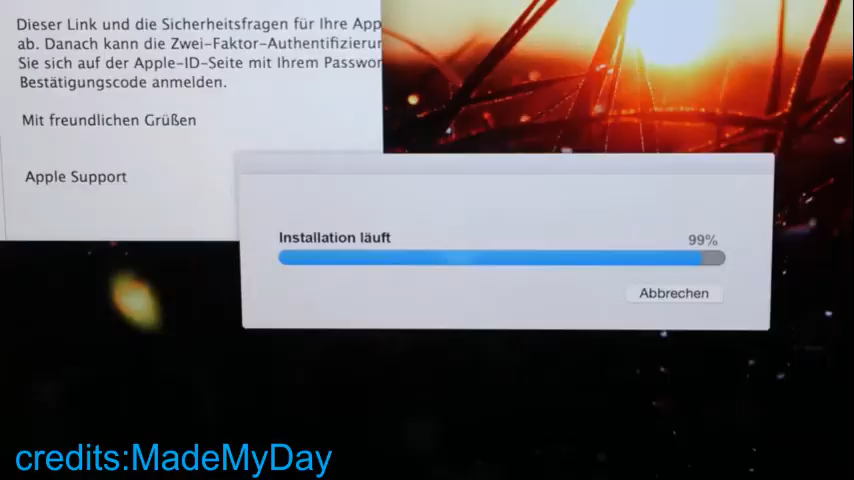 Dieser Link und die Sicherheitsfragen für Ihre App
ab. Danach kann die Zwei-Faktor-Authentifizierur
Sie sich auf der Apple-ID-Seite mit Ihrem Passwor
Bestätigungscode anmelden.
Mit freundlichen Grüßen
Apple Support
Installation läuft
99%
Abbrechen
credits:MadeMyDay